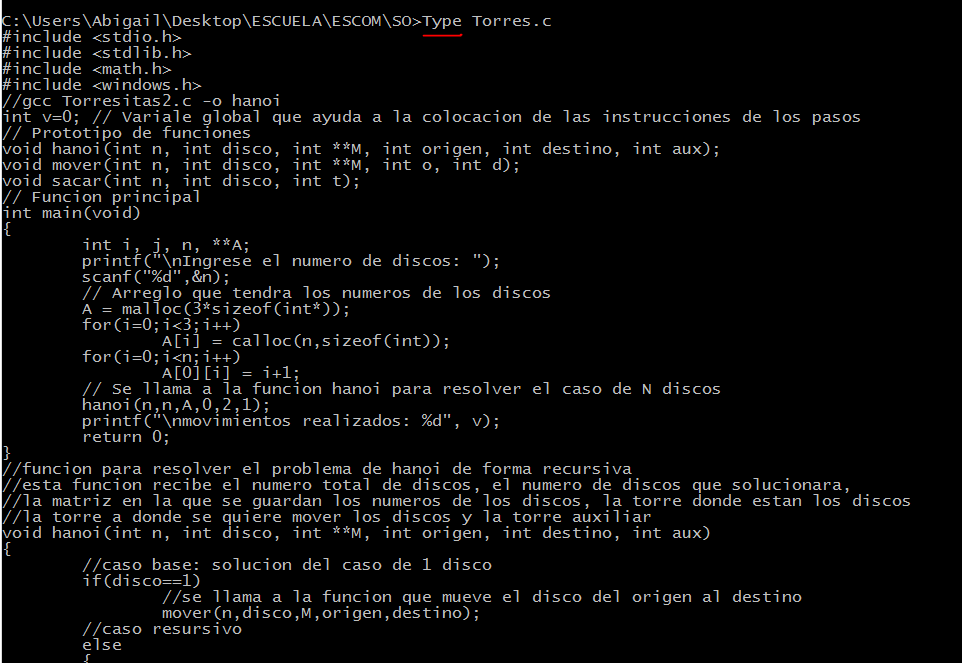 C:\Users\Abigail\Desktop\ESCUELA\ESCOM\SO>Type Torres.c
#include <stdio.h>
#include <stdlib.h>
#include <math.h>
#include <windows.h>
//gcc Torresitas2.c -o hanoi
int v=0; // Variale global que ayuda a la colocacion de las instrucciones de los pasos
// Prototipo de funciones
void hanoi(int n, int disco, int **M, int origen, int destino, int aux);
void mover(int n, int disco, int **M, int o, int d);
void sacar(int n, int disco, int t);
// Funcion principal
int main(void)
{
        int i, j, n, **A;
        printf("\nIngrese el numero de discos: ");
        scanf("%d",&n);
        // Arreglo que tendra los numeros de los discos
        A = malloc(3*sizeof(int*));
        for(i=0;i<3;i++)
                A[i] = calloc(n,sizeof(int));
        for(i=0;i<n;i++)
                A[0][i] = i+1;
        // Se llama a la funcion hanoi para resolver el caso de N discos
        hanoi(n,n,A,0,2,1);
        printf("\nmovimientos realizados: %d", v);
        return 0;
}
//funcion para resolver el problema de hanoi de forma recursiva
//esta funcion recibe el numero total de discos, el numero de discos que solucionara,
//la matriz en la que se guardan los numeros de los discos, la torre donde estan los discos
//la torre a donde se quiere mover los discos y la torre auxiliar
void hanoi(int n, int disco, int **M, int origen, int destino, int aux)
{
        //caso base: solucion del caso de 1 disco
        if(disco==1)
                //se llama a la funcion que mueve el disco del origen al destino
                mover(n,disco,M,origen,destino);
        //caso resursivo
        else
        {